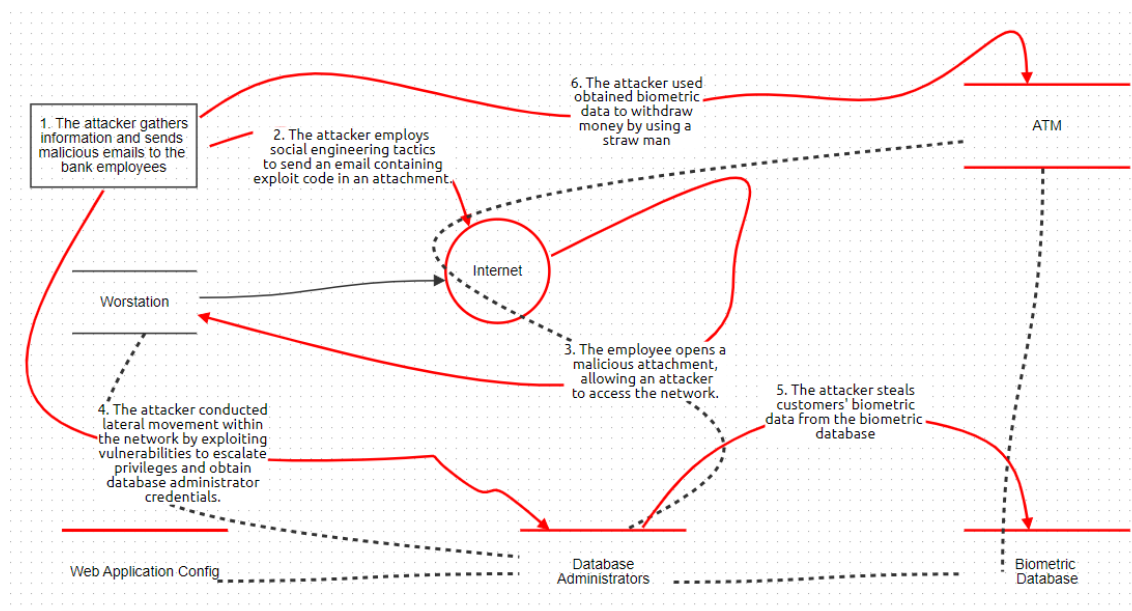 1. The attacker gathers
information and sends
malicious emails to the
bank employees
2. The attacker employs
social engineering tactics
to send an email containing
exploit code in an attachment.
6. The attacker used
obtained biometric
data to withdraw
money by using a
straw man
ATM
Internet
Worstation
3. The employee opens a
malicious attachment,
allowing an attacker
to access the network.
4. The attacker conducted
lateral movement within
the network by exploiting
vulnerabilities to escalate
privileges and obtain
database administrator
credentials.
5. The attacker steals
customers' biometric
data from the biometric
database
Web Application Config
Database
Administrators
Biometric
Database